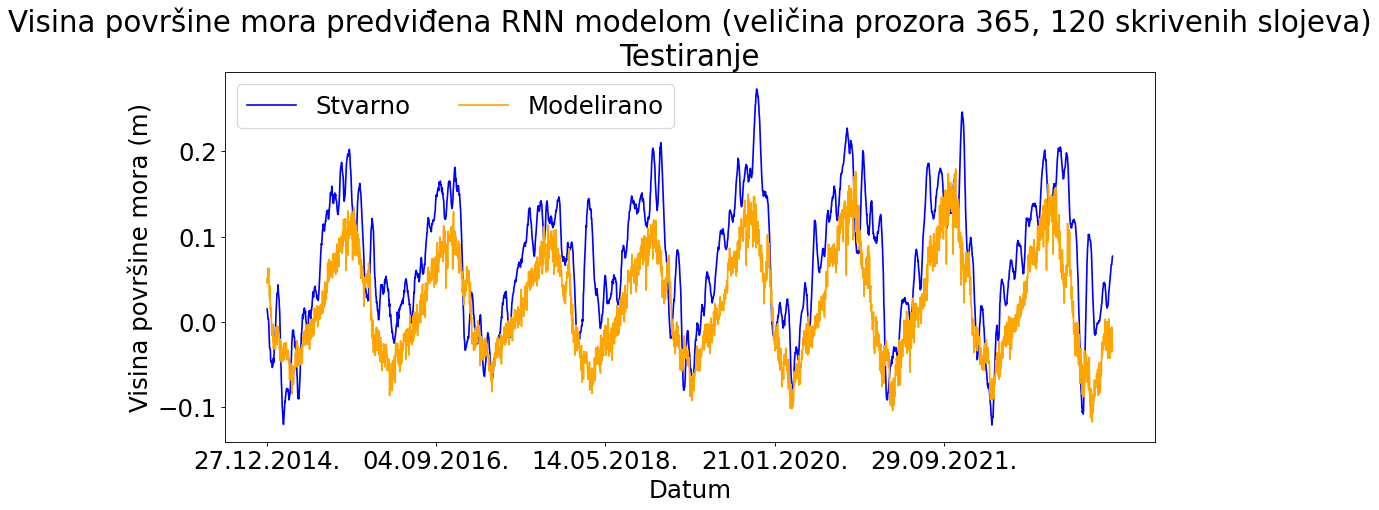 Visina površine mora predviđena RNN modelom (veličina prozora 365, 120 skrivenih slojeva)
Testiranje
Stvarno
Modelirano
Visina površine mora (m)
0.2
0.1
0.0
−0.1
27.12.2014.
04.09.2016.
14.05.2018.
21.01.2020.
29.09.2021.
Datum